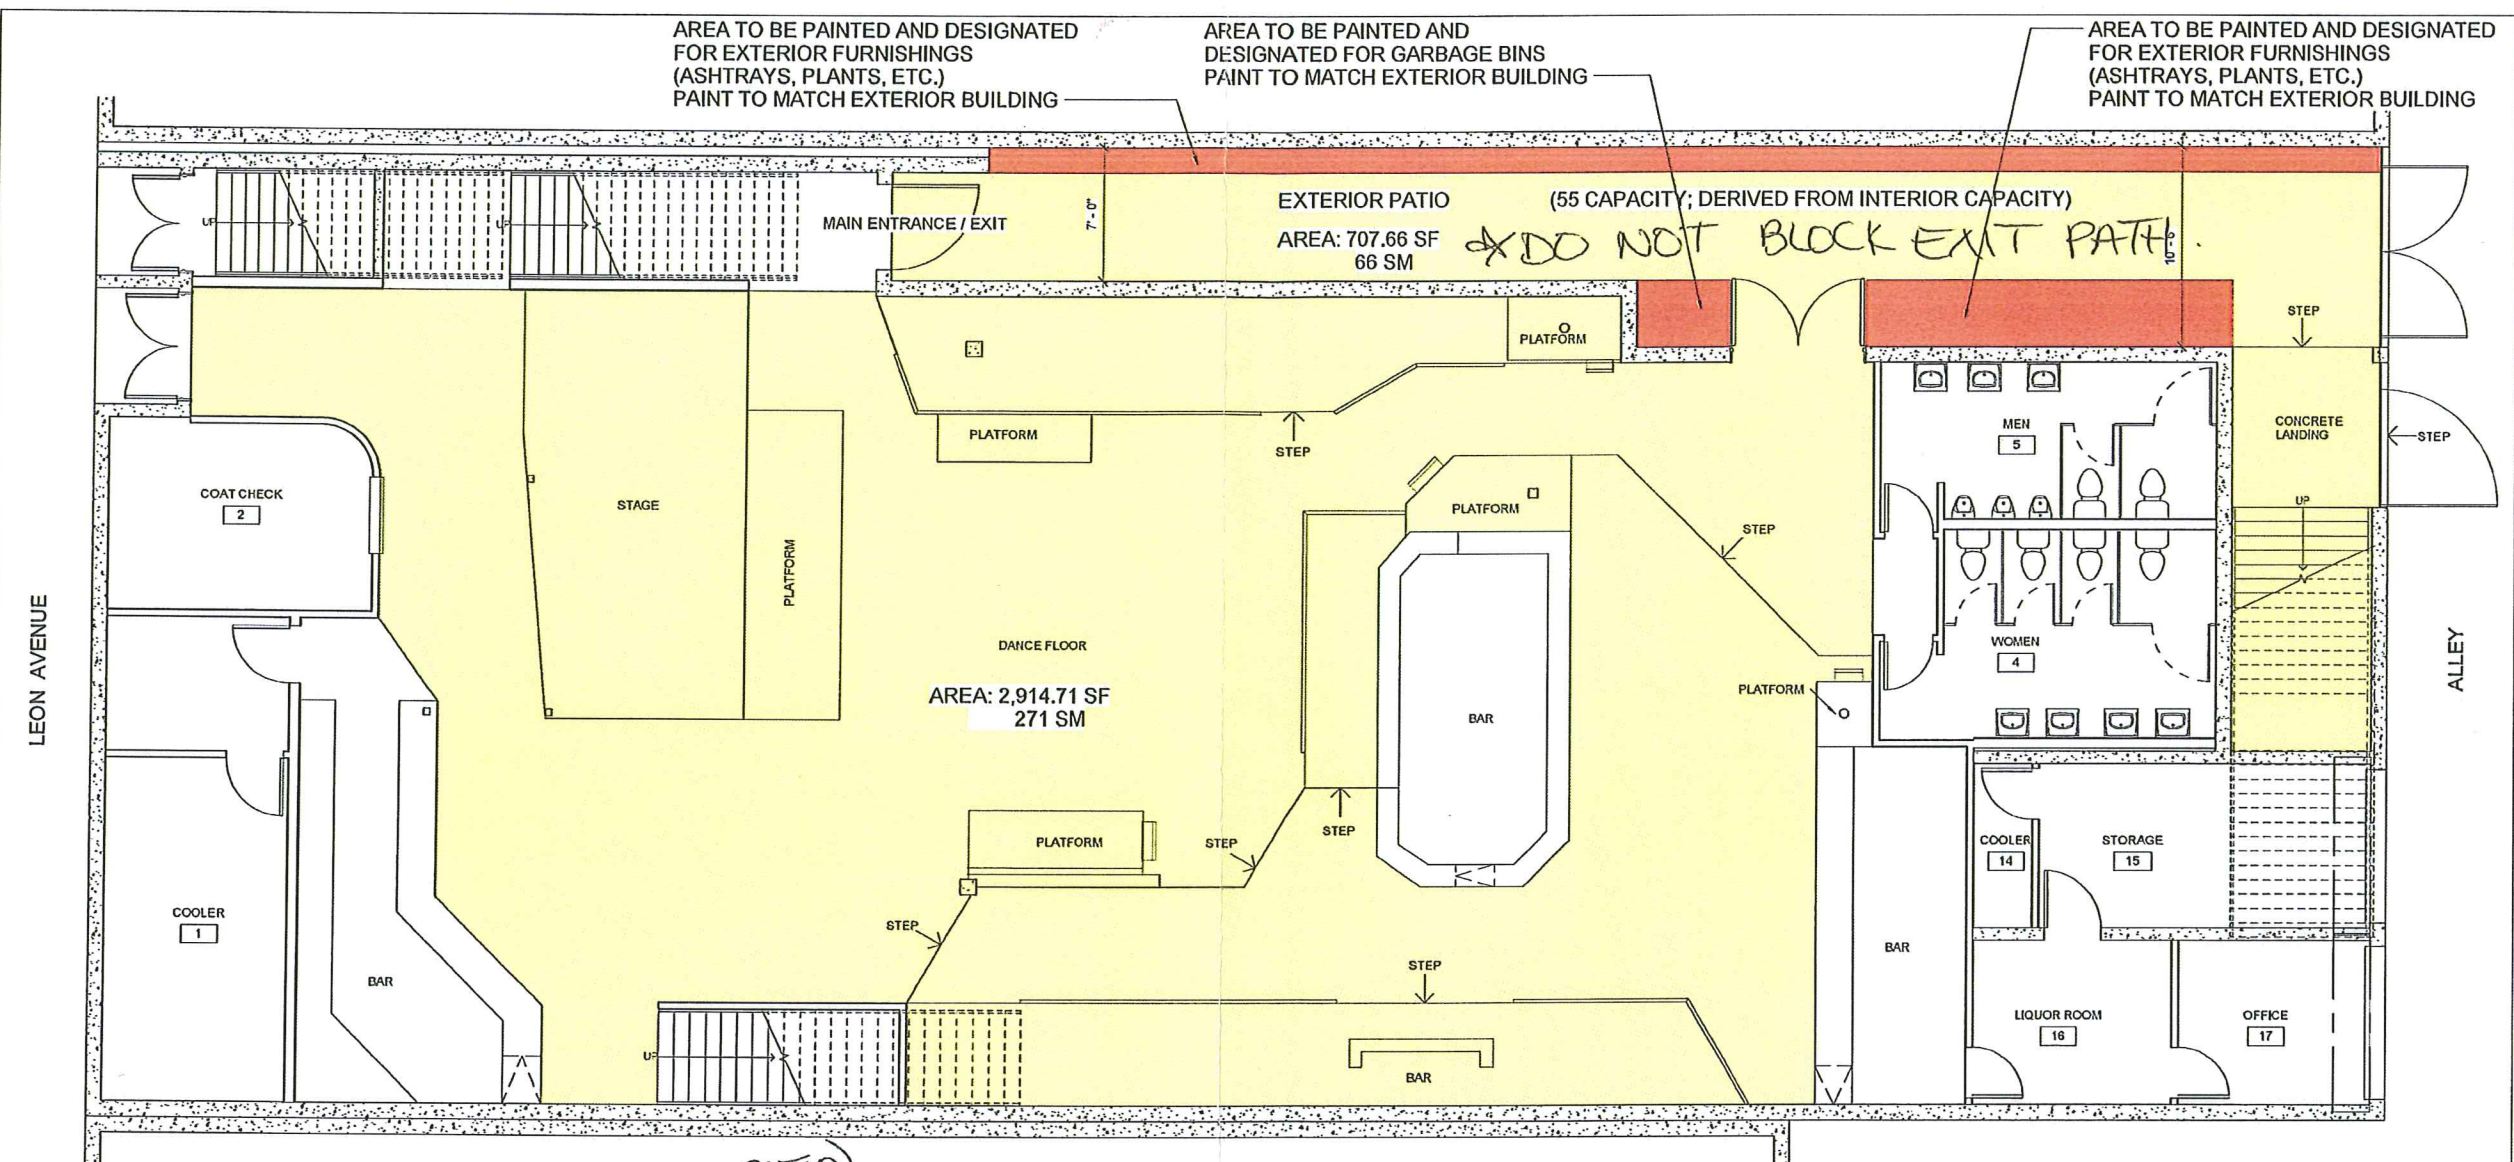 AREA TO BE PAINTED AND DESIGNATED
FOR EXTERIOR FURNISHINGS
(ASHTRAYS, PLANTS, ETC.)
PAINT TO MATCH EXTERIOR BUILDING
AREA TO BE PAINTED AND
DESIGNATED FOR GARBAGE BINS
PAINT TO MATCH EXTERIOR BUILDING
AREA TO BE PAINTED AND DESIGNATED
FOR EXTERIOR FURNISHINGS
(ASHTRAYS, PLANTS, ETC.)
PAINT TO MATCH EXTERIOR BUILDING
UP
UP
MAIN ENTRANCE / EXIT
7' - 0"
EXTERIOR PATIO
(55 CAPACITY; DERIVED FROM INTERIOR CAPACITY)
AREA: 707.66 SF
66 SM
DO NOT BLOCK EXIT PATH.
10' - 6"
STEP
PLATFORM
PLATFORM
STEP
MEN
5
CONCRETE
LANDING
STEP
COAT CHECK
2
STAGE
PLATFORM
PLATFORM
STEP
UP
LEON AVENUE
DANCE FLOOR
AREA: 2,914.71 SF
271 SM
BAR
WOMEN
4
PLATFORM
ALLEY
STEP
STEP
PLATFORM
COOLER
14
STORAGE
15
COOLER
1
STEP
BAR
BAR
STEP
LIQUOR ROOM
16
OFFICE
17
UP
BAR